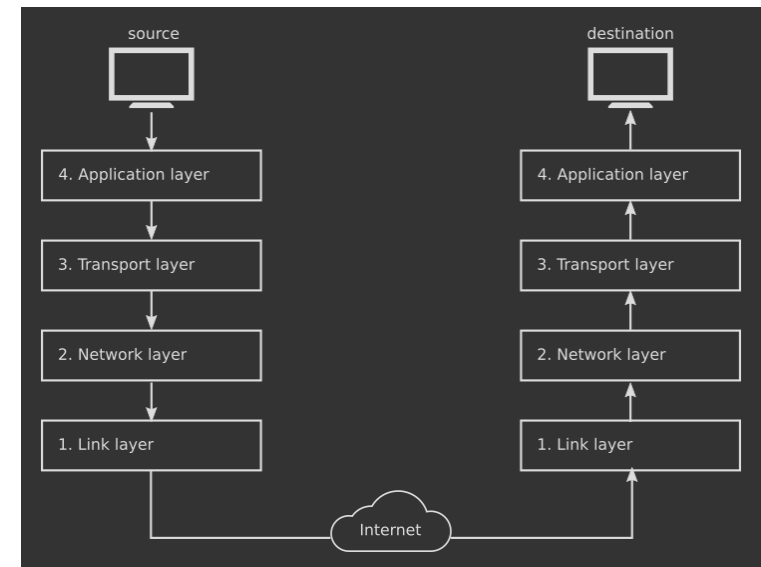 source
destination
4. Application layer
4. Application layer
3. Transport layer
3. Transport layer
2. Network layer
2. Network layer
1. Link layer
1. Link layer
Internet